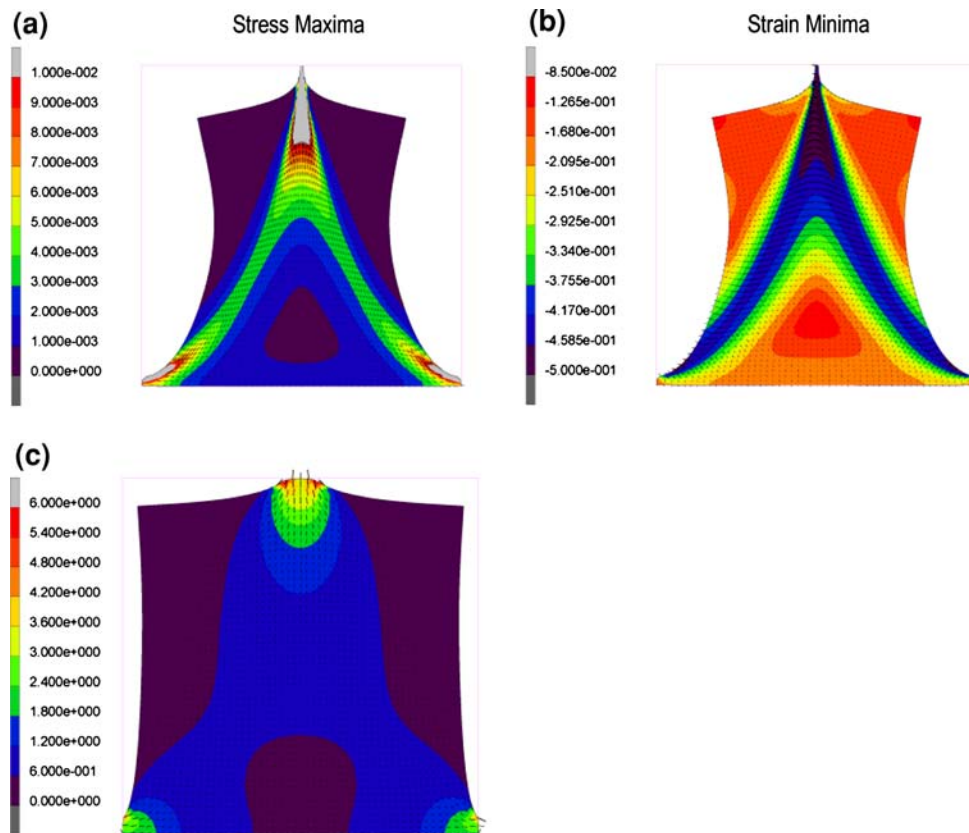 (a)
Stress Maxima
1.000e-002
9.000e-003
8.000e-003
7.000e-003
6.000e-003
5.000e-003
4.000e-003
3.000e-003
2.000e-003
1.000e-003
0.000e+000
(b)
Strain Minima
-8.500e-002
-1.265e-001
-1.680e-001
-2.095e-001
-2.510e-001
-2.925e-001
-3.340e-001
-3.755e-001
-4.170e-001
-4.585e-001
-5.000e-001
(c)
6.000e+000
5.400e+000
4.800e+000
4.200e+000
3.600e+000
3.000e+000
2.400e+000
1.800e+000
1.200e+000
6.000e-001
0.000e+000